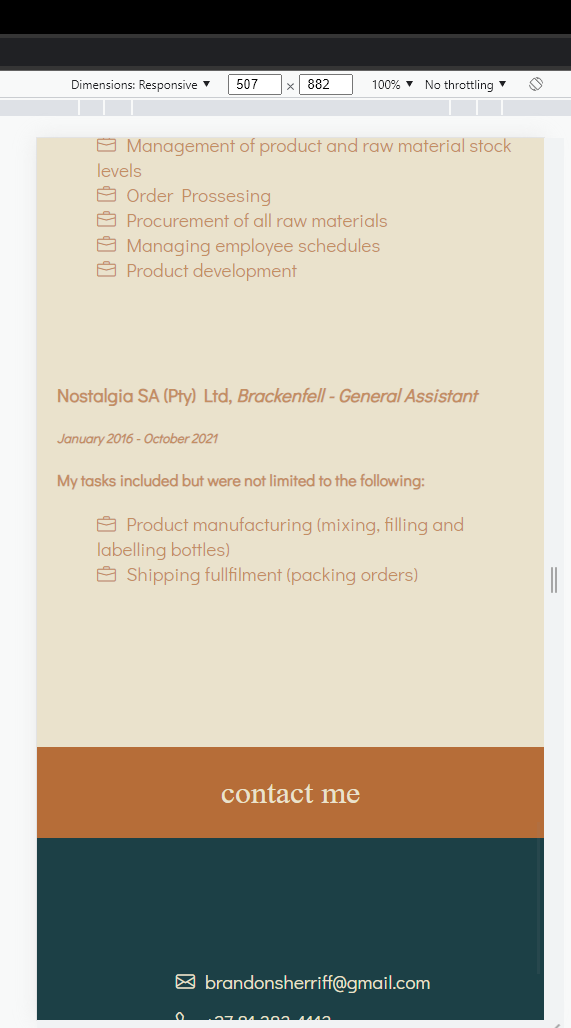 Dimensions: Responsive ▼ 507 × 882 100% ▼ No throttling ▼
Management of product and raw material stock
levels
Order Prossesing
Procurement of all raw materials
Managing employee schedules
Product development
Nostalgia SA (Pty) Ltd, Brackenfell - General Assistant
January 2016 - October 2021
My tasks included but were not limited to the following:
Product manufacturing (mixing, filling and
labelling bottles)
Shipping fullfilment (packing orders)
contact me
brandonsherriff@gmail.com